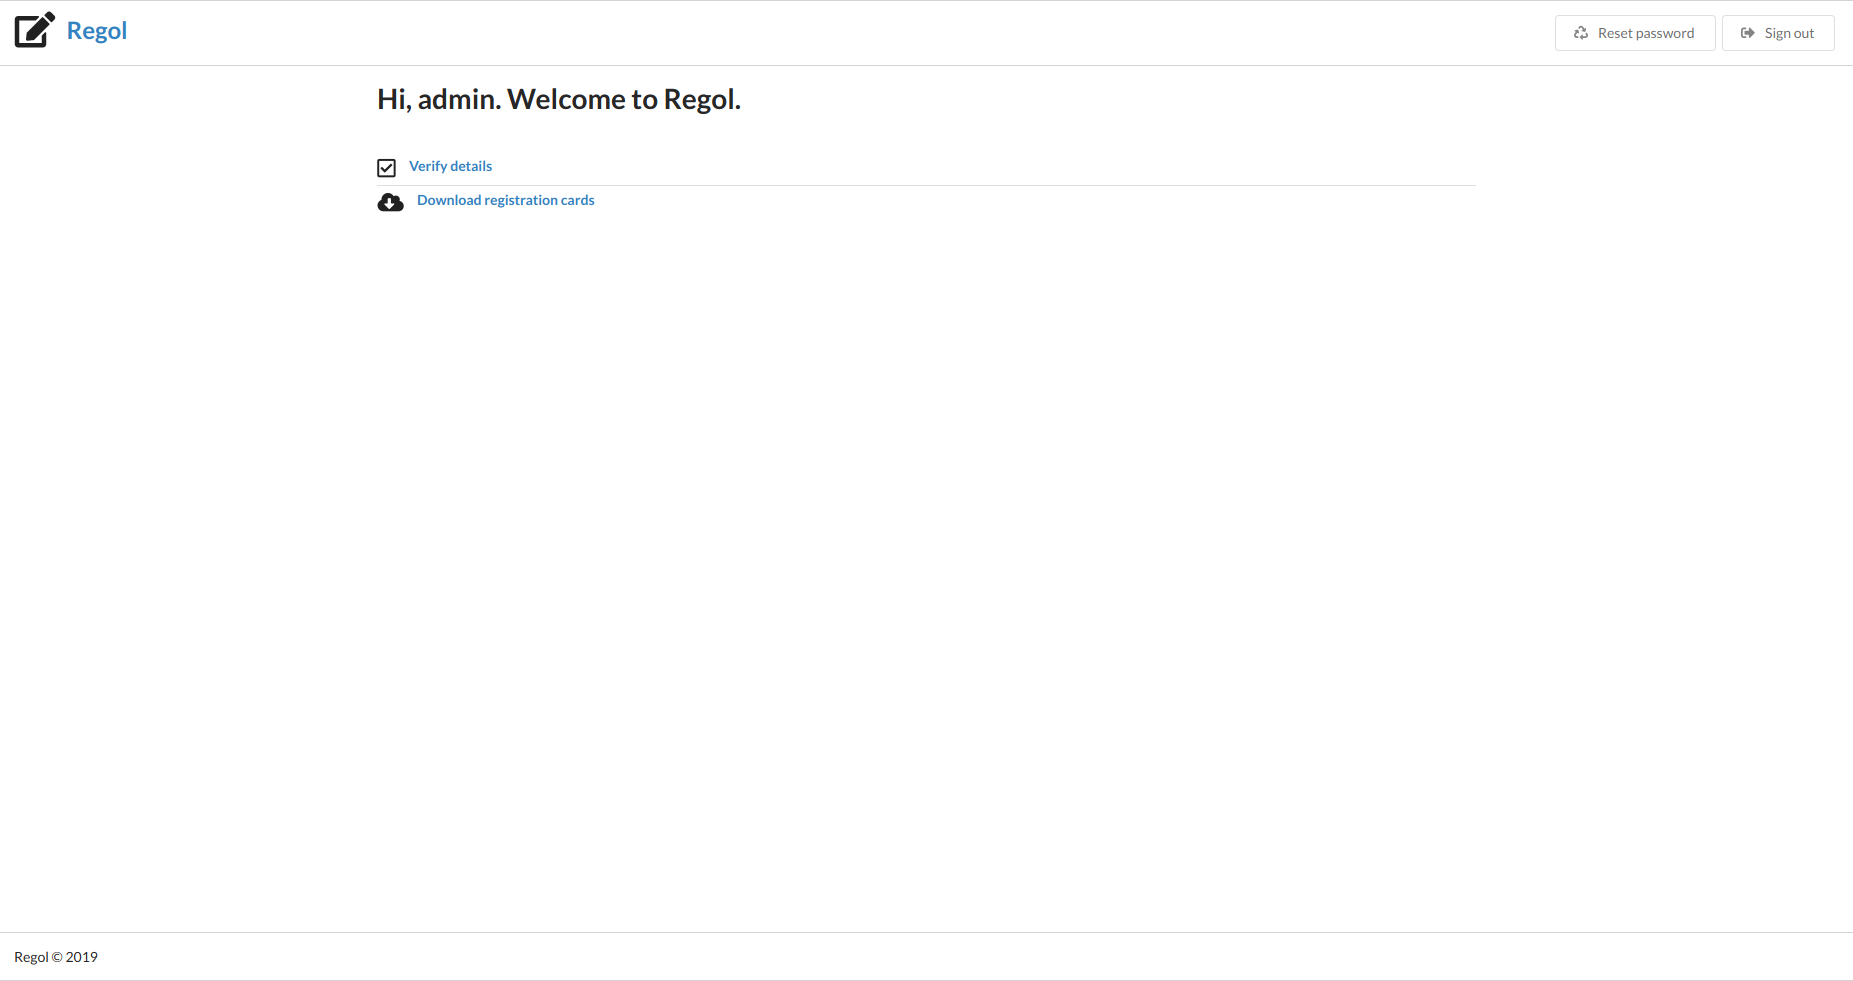 Regol
Reset password
Sign out
Hi, admin. Welcome to Regol.
Verify details
Download registration cards
Regol © 2019